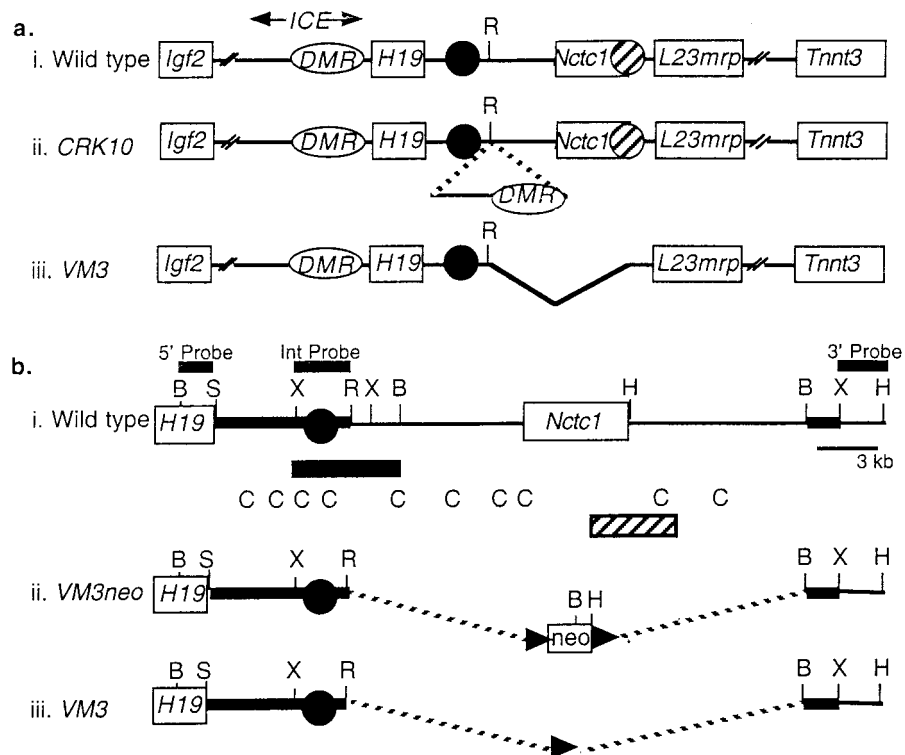 a.
ICE
R
i. Wild type Igf2 DMR H19 Nctc1 L23mrp Tnnt3
R
ii. CRK10 Igf2 DMR H19 Nctc1 L23mrp Tnnt3
DMR
R
iii. VM3 Igf2 DMR H19 L23mrp Tnnt3
b.
5' Probe Int Probe 3' Probe
B S X R X B H B X H
i. Wild type H19 Nctc1
3 kb
C C C C C C C C C C
B S X R B X H
ii. VM3neo H19
B H
neo
B S X R B X H
iii. VM3 H19